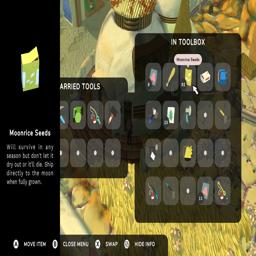 IN TOOLBOX
Moonrice Seeds
ARRIED TOOLS
Moonrice Seeds
Will survive in any
season but don't let it
dry out or it'll die. Ship
directly to the moon
when fully grown.
MOVE ITEM
B CLOSE MENU
X SWAP
HIDE INFO